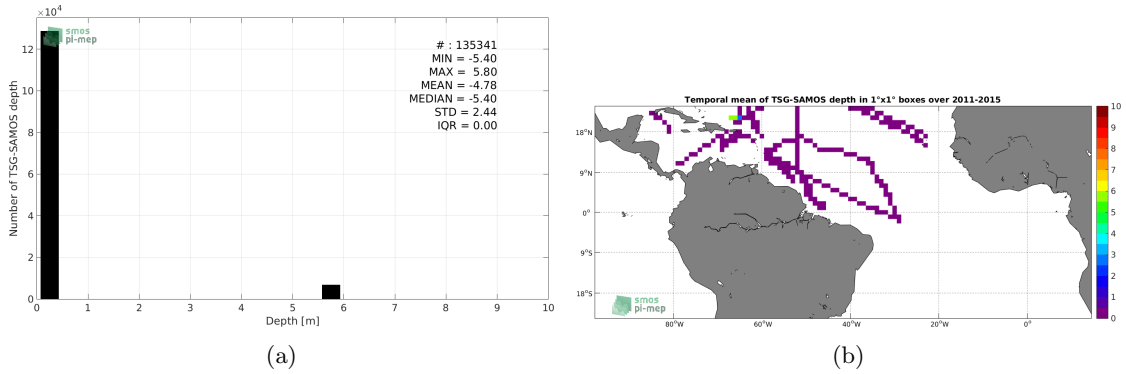 ×10⁴
smos
pi-mep
# : 135341
MIN = -5.40
MAX = 5.80
MEAN = -4.78
MEDIAN = -5.40
STD = 2.44
IQR = 0.00
12
10
8
6
4
2
0
Number of TSG-SAMOS depth
0 1 2 3 4 5 6 7 8 9 10
Depth [m]
(a)
Temporal mean of TSG-SAMOS depth in 1°x1° boxes over 2011-2015
18°N
9°N
0°
9°S
18°S
80°W 60°W 40°W 20°W 0°
smos
pi-mep
10
9
8
7
6
5
4
3
2
1
0
(b)